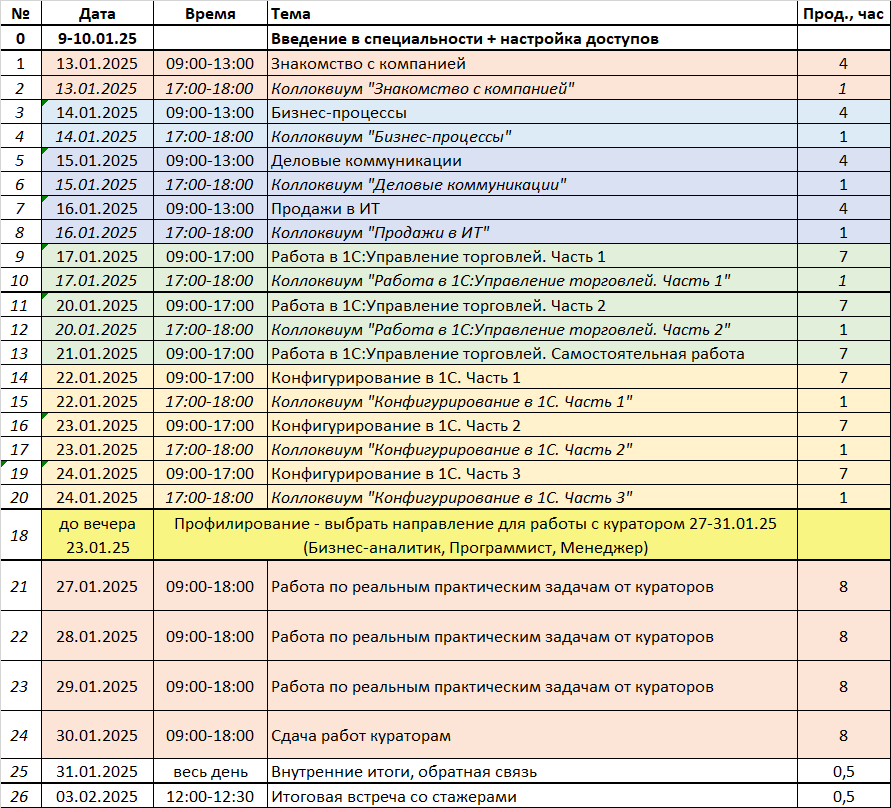 № Дата Время Тема Прод., час
0 9-10.01.25 Введение в специальности + настройка доступов
1 13.01.2025 09:00-13:00 Знакомство с компанией 4
2 13.01.2025 17:00-18:00 Коллоквиум "Знакомство с компанией" 1
3 14.01.2025 09:00-13:00 Бизнес-процессы 4
4 14.01.2025 17:00-18:00 Коллоквиум "Бизнес-процессы" 1
5 15.01.2025 09:00-13:00 Деловые коммуникации 4
6 15.01.2025 17:00-18:00 Коллоквиум "Деловые коммуникации" 1
7 16.01.2025 09:00-13:00 Продажи в ИТ 4
8 16.01.2025 17:00-18:00 Коллоквиум "Продажи в ИТ" 1
9 17.01.2025 09:00-17:00 Работа в 1С:Управление торговлей. Часть 1 7
10 17.01.2025 17:00-18:00 Коллоквиум "Работа в 1С:Управление торговлей. Часть 1" 1
11 20.01.2025 09:00-17:00 Работа в 1С:Управление торговлей. Часть 2 7
12 20.01.2025 17:00-18:00 Коллоквиум "Работа в 1С:Управление торговлей. Часть 2" 1
13 21.01.2025 09:00-17:00 Работа в 1С:Управление торговлей. Самостоятельная работа 7
14 22.01.2025 09:00-17:00 Конфигурирование в 1С. Часть 1 7
15 22.01.2025 17:00-18:00 Коллоквиум "Конфигурирование в 1С. Часть 1" 1
16 23.01.2025 09:00-17:00 Конфигурирование в 1С. Часть 2 7
17 23.01.2025 17:00-18:00 Коллоквиум "Конфигурирование в 1С. Часть 2" 1
19 24.01.2025 09:00-17:00 Конфигурирование в 1С. Часть 3 7
20 24.01.2025 17:00-18:00 Коллоквиум "Конфигурирование в 1С. Часть 3" 1
18 до вечера Профилирование - выбрать направление для работы с куратором 27-31.01.25
23.01.25 (Бизнес-аналитик, Программист, Менеджер)
21 27.01.2025 09:00-18:00 Работа по реальным практическим задачам от кураторов 8
22 28.01.2025 09:00-18:00 Работа по реальным практическим задачам от кураторов 8
23 29.01.2025 09:00-18:00 Работа по реальным практическим задачам от кураторов 8
24 30.01.2025 09:00-18:00 Сдача работ кураторам 8
25 31.01.2025 весь день Внутренние итоги, обратная связь 0,5
26 03.02.2025 12:00-12:30 Итоговая встреча со стажерами 0,5